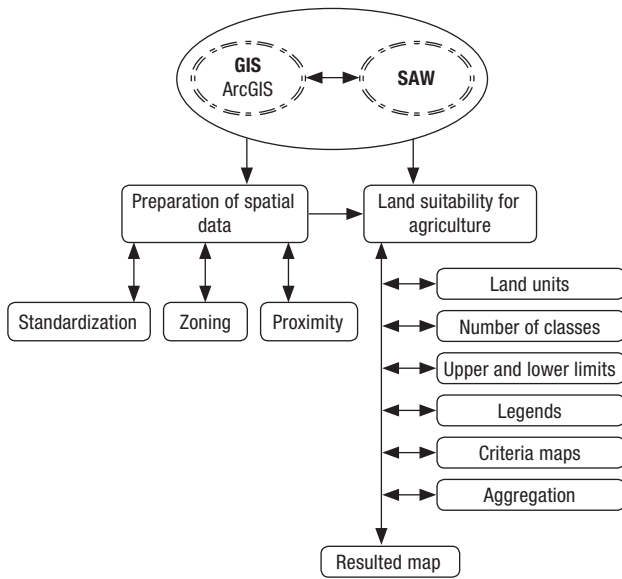 GIS
ArcGIS
SAW
Preparation of spatial
data
Land suitability for
agriculture
Standardization
Zoning
Proximity
Land units
Number of classes
Upper and lower limits
Legends
Criteria maps
Aggregation
Resulted map